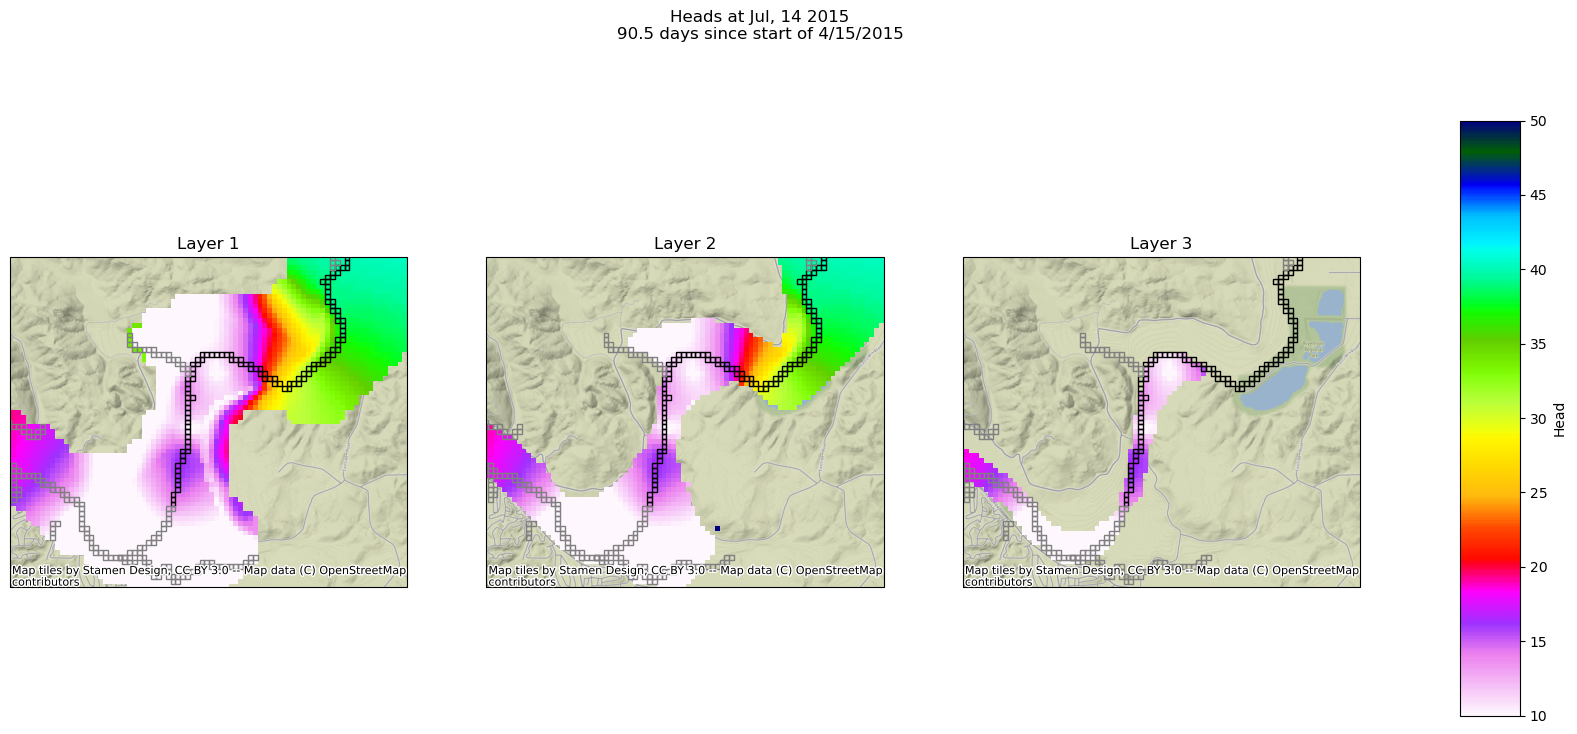 Heads at Jul, 14 2015
90.5 days since start of 4/15/2015
Layer 1
Layer 2
Layer 3
Map tiles by Stamen Design, CC BY 3.0 -- Map data (C) OpenStreetMap
contributors
Map tiles by Stamen Design, CC BY 3.0 -- Map data (C) OpenStreetMap
contributors
Map tiles by Stamen Design, CC BY 3.0 -- Map data (C) OpenStreetMap
contributors
50
45
40
35
30
25
20
15
10
Head